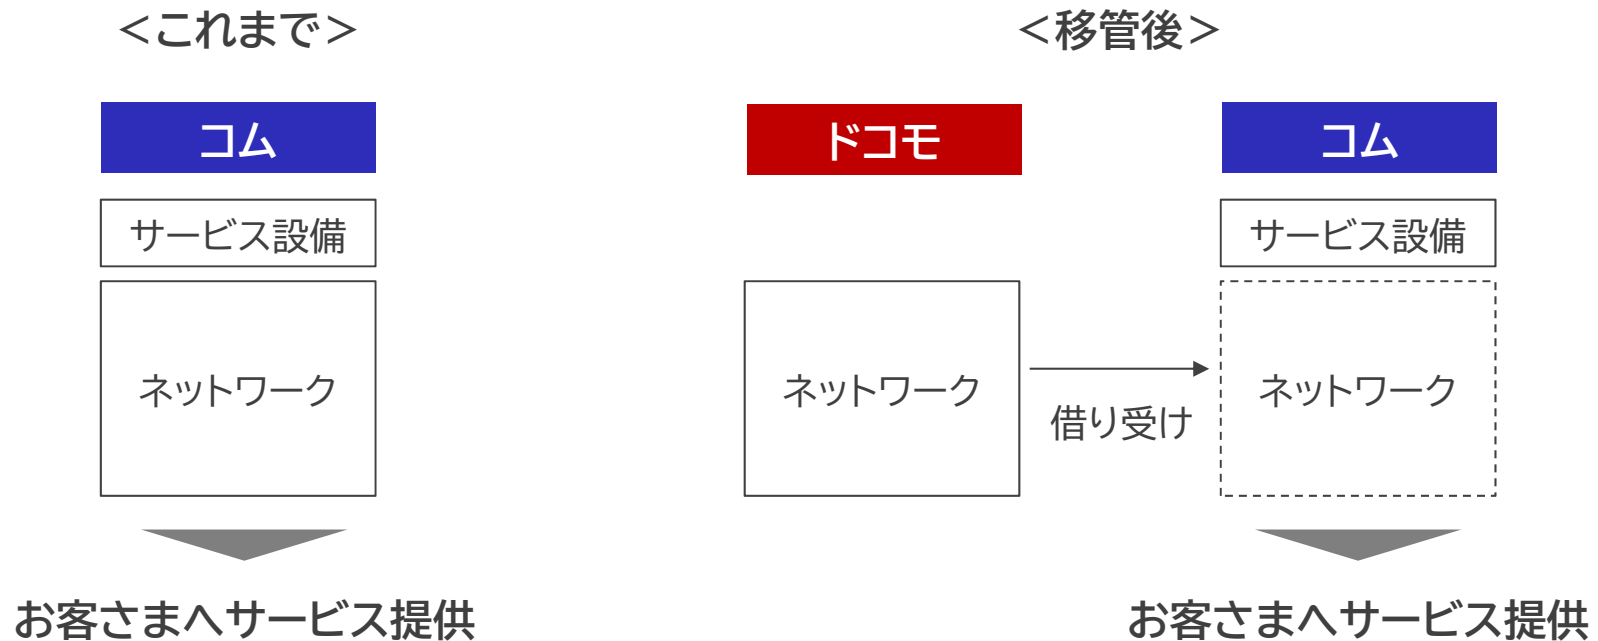 ＜これまで＞
コム
サービス設備
ネットワーク
お客さまへサービス提供
＜移管後＞
ドコモ
ネットワーク
借り受け
コム
サービス設備
ネットワーク
お客さまへサービス提供